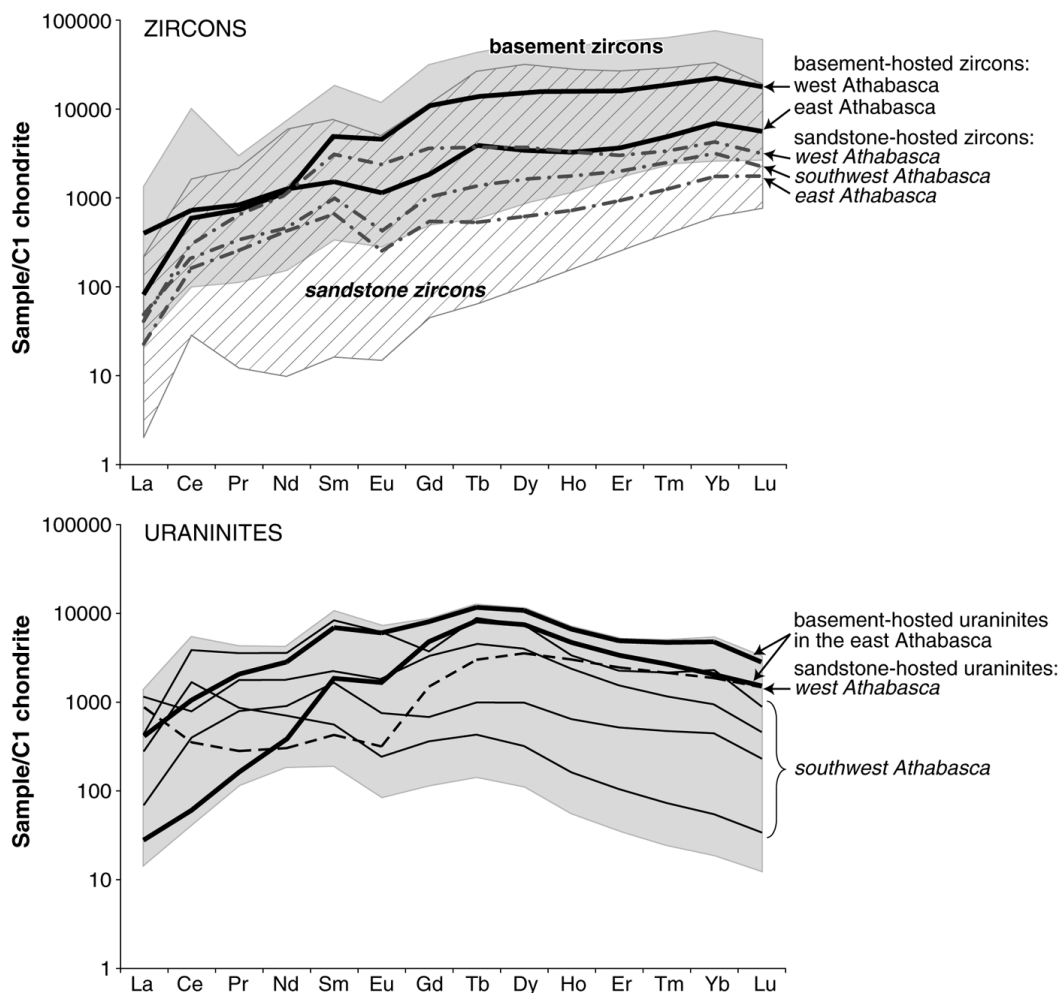 ZIRCONS
Sample/C1 chondrite
100000
10000
1000
100
10
1
basement zircons
sandstone zircons
basement-hosted zircons:
west Athabasca
east Athabasca
sandstone-hosted zircons:
west Athabasca
southwest Athabasca
east Athabasca
La Ce Pr Nd Sm Eu Gd Tb Dy Ho Er Tm Yb Lu
URANINITES
Sample/C1 chondrite
100000
10000
1000
100
10
1
basement-hosted uraninites
in the east Athabasca
sandstone-hosted uraninites:
west Athabasca
southwest Athabasca
La Ce Pr Nd Sm Eu Gd Tb Dy Ho Er Tm Yb Lu